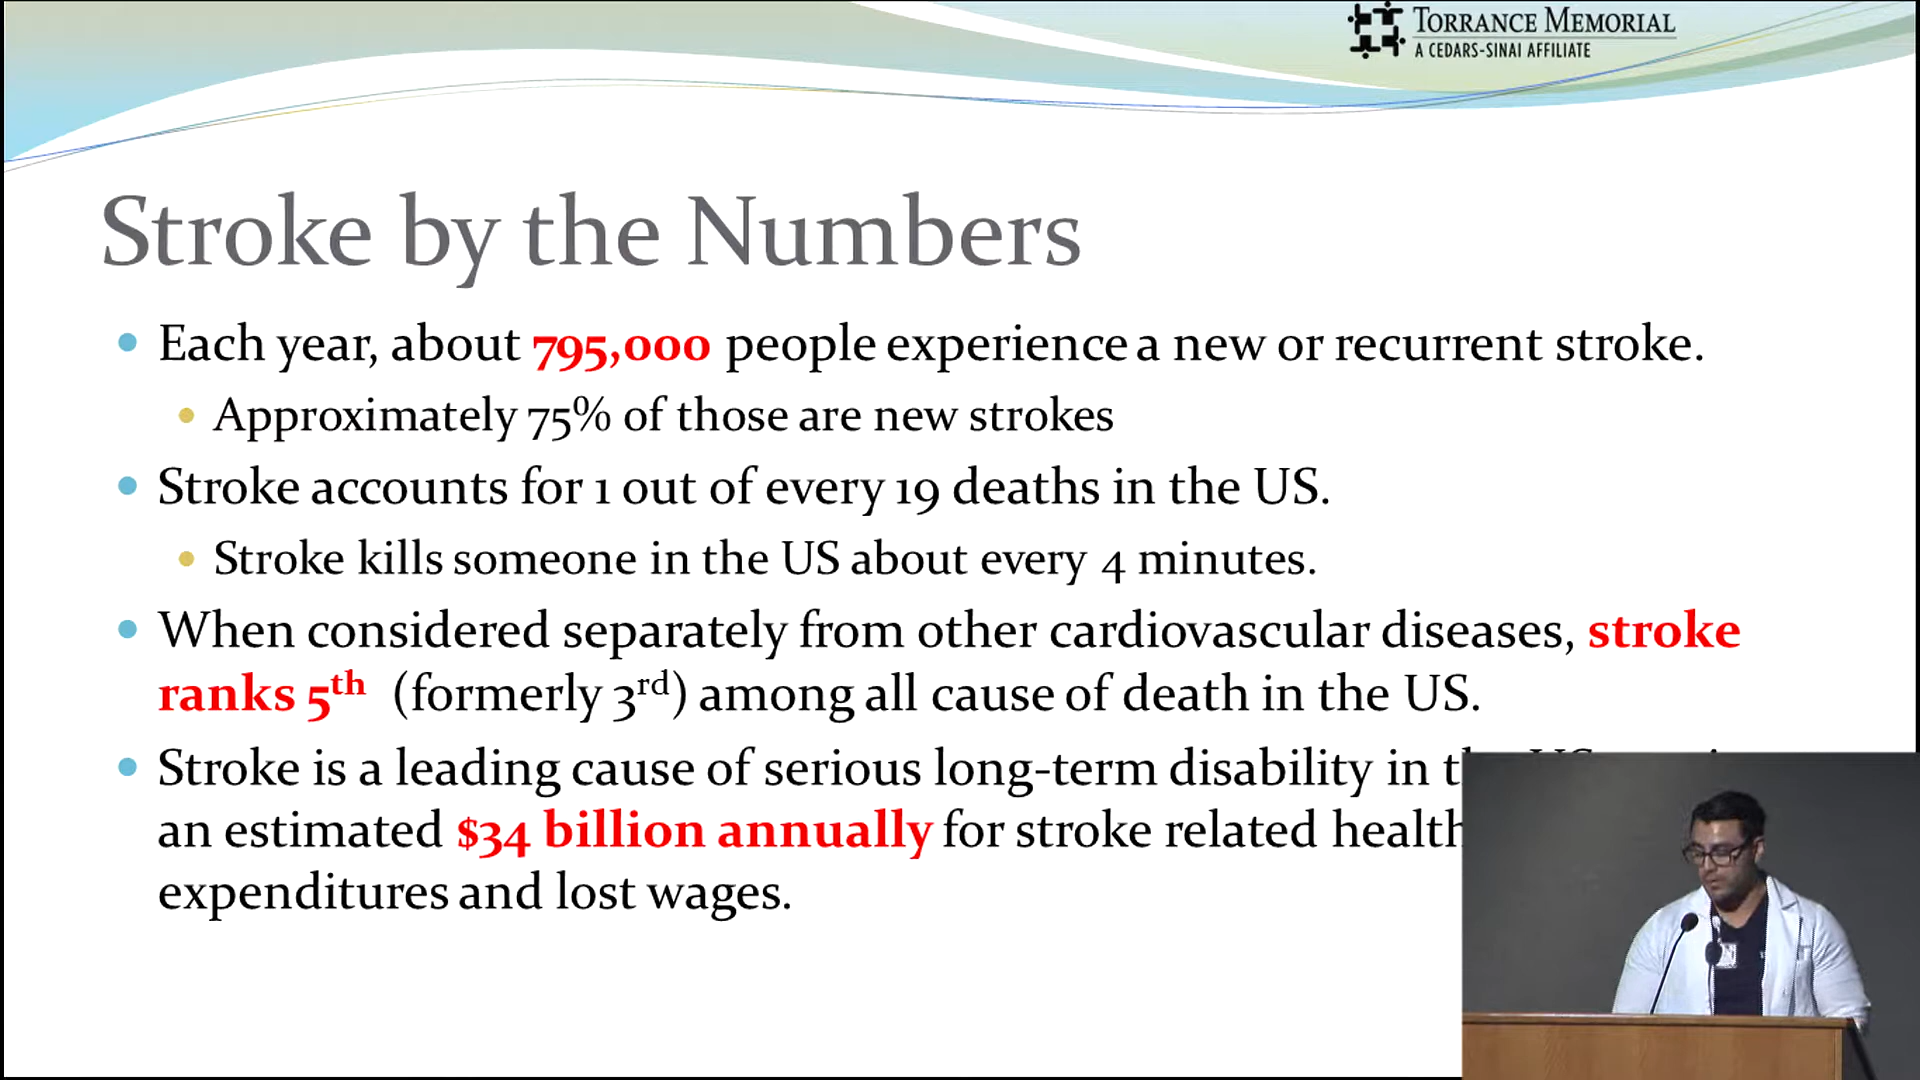 TORRANCE MEMORIAL
A CEDARS-SINAI AFFILIATE
Stroke by the Numbers
Each year, about 795,000 people experience a new or recurrent stroke.
Approximately 75% of those are new strokes
Stroke accounts for 1 out of every 19 deaths in the US.
Stroke kills someone in the US about every 4 minutes.
When considered separately from other cardiovascular diseases, stroke
ranks 5th (formerly 3rd) among all cause of death in the US.
Stroke is a leading cause of serious long-term disability in
an estimated $34 billion annually for stroke related health
expenditures and lost wages.